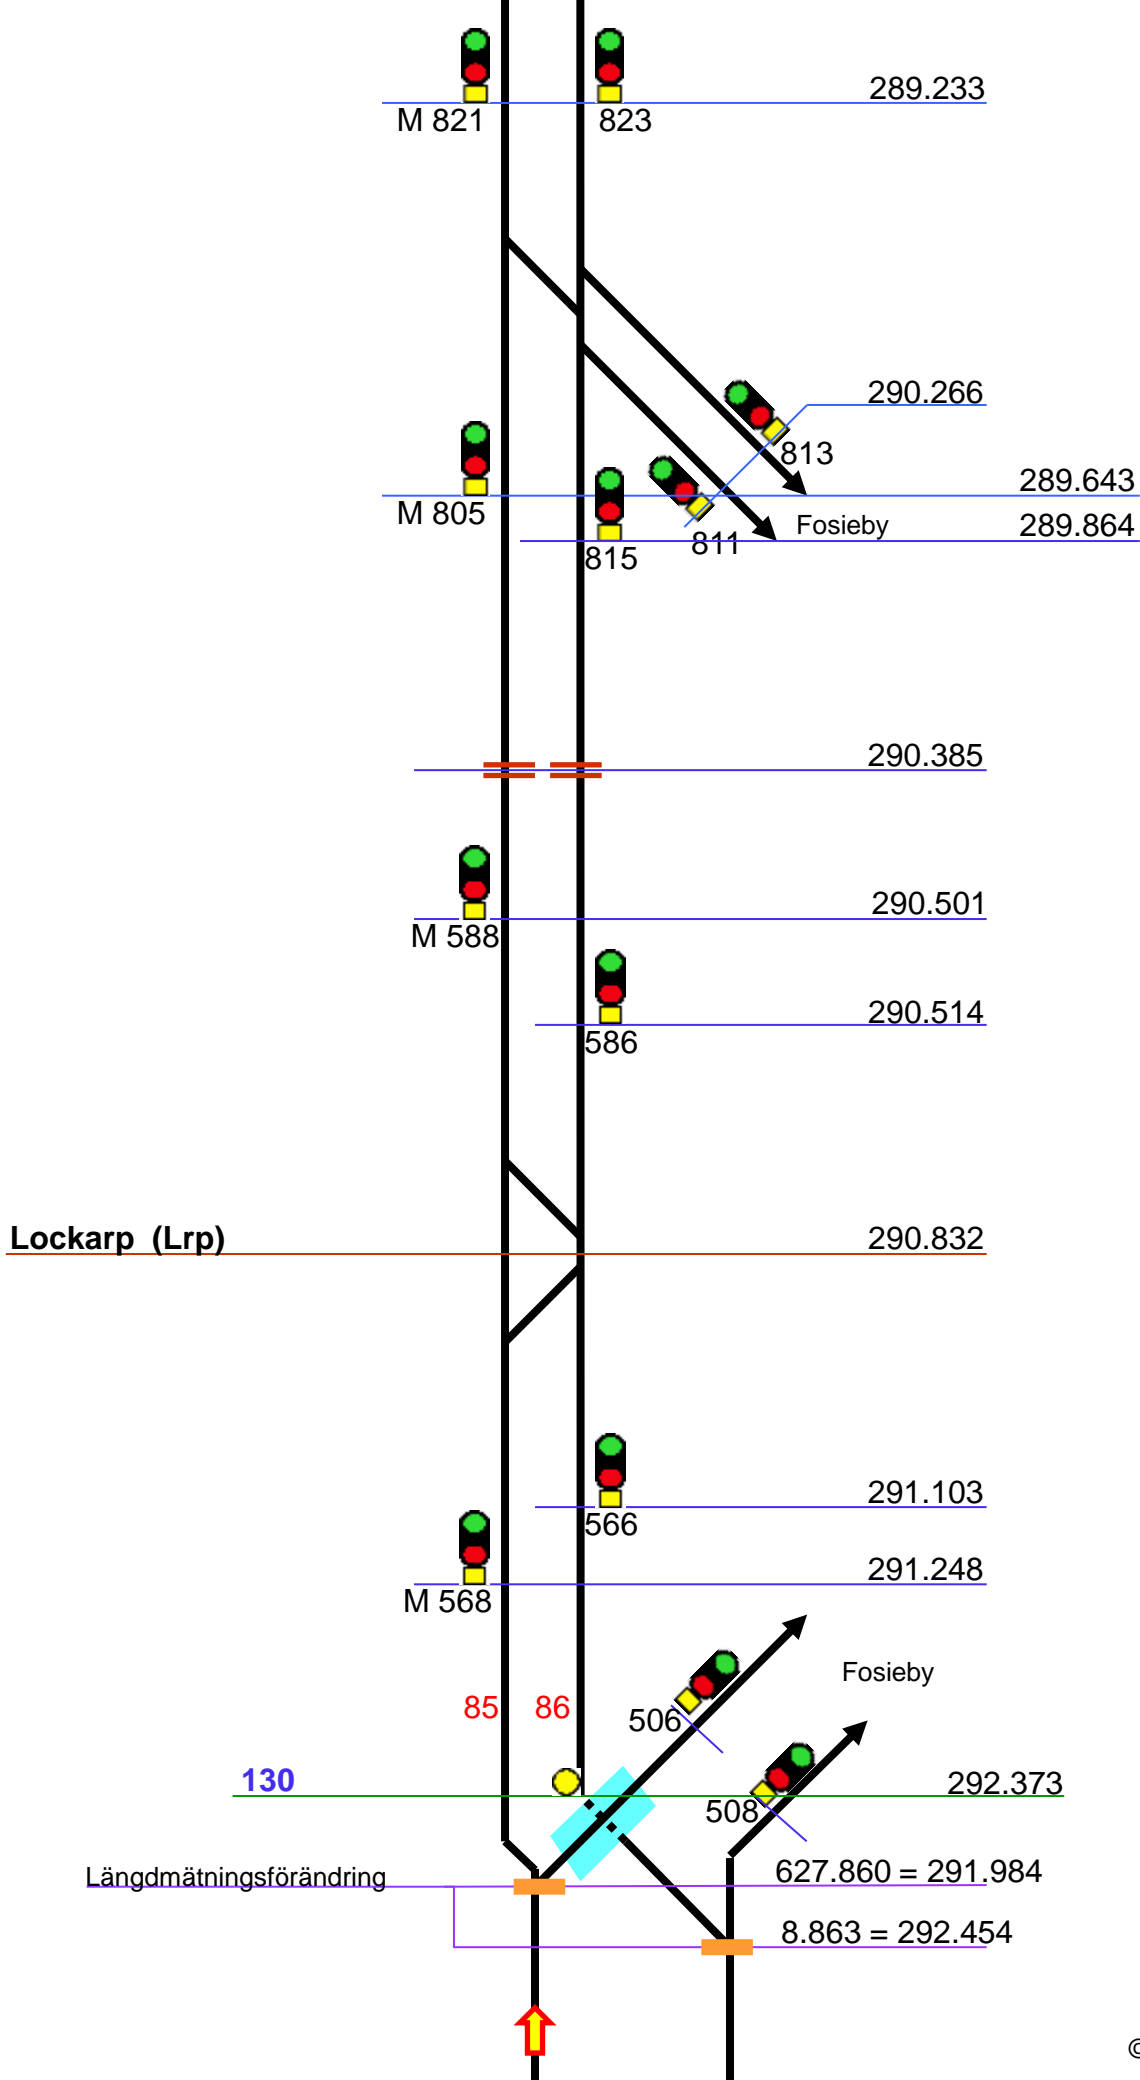 289.233
M 821
823
290.266
813
289.643
M 805
Fosieby
289.864
811
815
290.385
290.501
M 588
290.514
586
Lockarp (Lrp)
290.832
291.103
566
291.248
M 568
Fosieby
85
86
506
130
292.373
508
Längdmätningsförändring
627.860 = 291.984
8.863 = 292.454
©